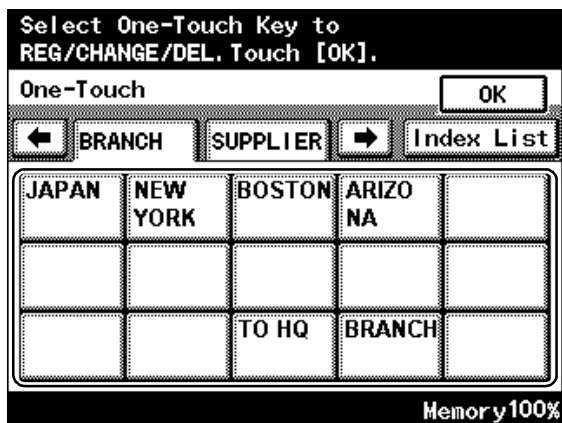 Select One-Touch Key to
REG/CHANGE/DEL. Touch [OK].
One-Touch
OK
BRANCH
SUPPLIER
Index List
JAPAN
NEW
YORK
BOSTON
ARIZO
NA
TO HQ
BRANCH
Memory100%